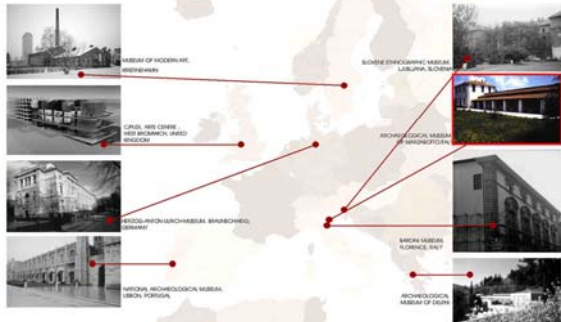 MUSEUM OF MODERN ART,
KRISTINEHAMN
C/PLEX, ARTS CENTRE :
WEST BROMWICH, UNITED
KINGDOM
HERZOG-ANTON-ULRICH-MUSEUM, BRAUNSCHWEIG,
GERMANY
NATIONAL ARCHAEOLOGICAL MUSEUM,
LISBON, PORTUGAL
SLOVENE ETHNOGRAPHIC MUSEUM,
LJUBLJANA, SLOVENIA
ARCHAEOLOGICAL MUSEUM
OF
BARDINI MUSEUM,
FLORENCE, ITALY
ARCHAEOLOGICAL
MUSEUM OF DELPHI